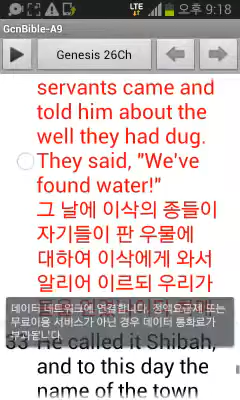 LTE
오후 9:18
GcnBible-A9
Genesis 26Ch
servants came and
told him about the
well they had dug.
They said, "We've
found water!"
그 날에 이삭의 종들이
자기들이 판 우물에
대하여 이삭에게 와서
알리어 이르되 우리가
데이터 네트워크에 연결합니다. 정액요금제 또는
무료이용 서비스가 아닌 경우 데이터 통화료가
부과됩니다.
33 He called it Shibah,
and to this day the
name of the town